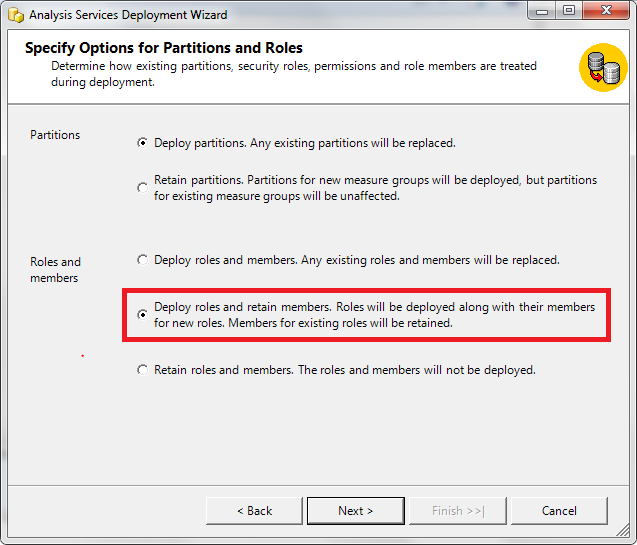 Analysis Services Deployment Wizard
Specify Options for Partitions and Roles
Determine how existing partitions, security roles, permissions and role members are treated
during deployment.
Partitions
Deploy partitions. Any existing partitions will be replaced.
Retain partitions. Partitions for new measure groups will be deployed, but partitions
for existing measure groups will be unaffected.
Roles and
members
Deploy roles and members. Any existing roles and members will be replaced.
Deploy roles and retain members. Roles will be deployed along with their members
for new roles. Members for existing roles will be retained.
Retain roles and members. The roles and members will not be deployed.
< Back
Next >
Finish >>|
Cancel